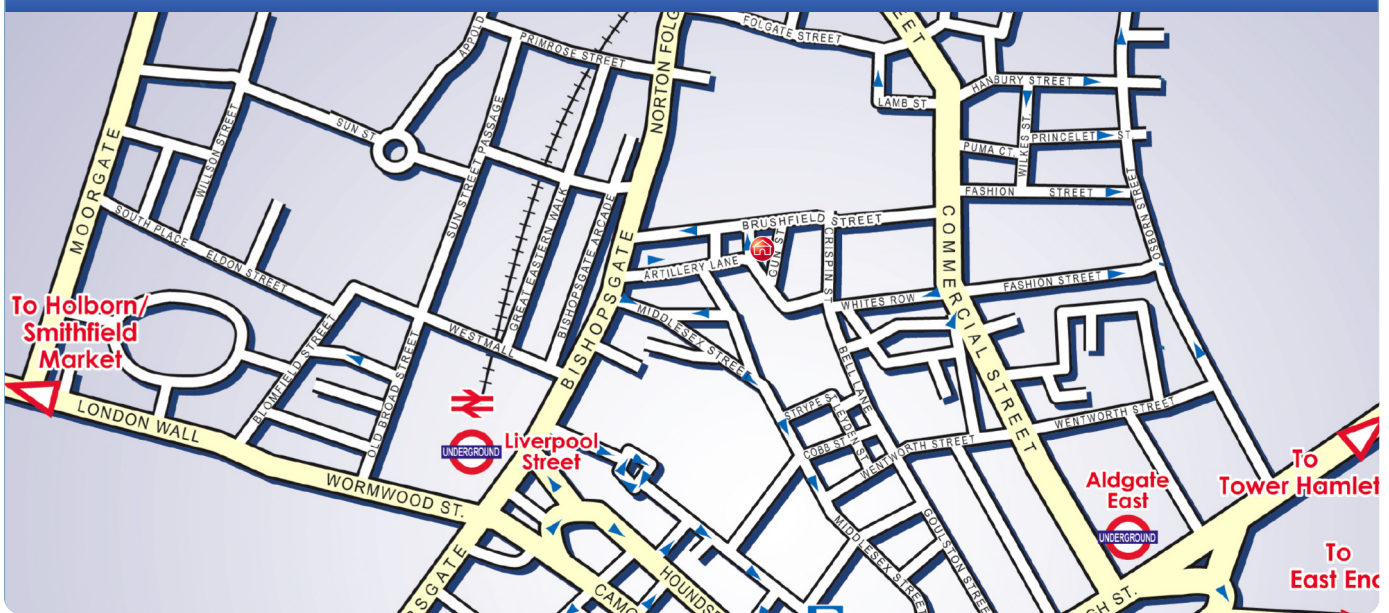 FOLGATE STREET
APPOLD
PRIMROSE STREET
NORTON FOLG
EET
HANBURY STREET
LAMB ST
SUN ST
WILLSON STREET
SUN STREET PASSAGE
MOORGATE
PUMA CT.
WILKES ST.
PRINCELET ST
FASHION STREET
OSBORN STREET
SOUTH PLACE
ELDON STREET
GREAT EASTERN WALK
BISHOPSGATE ARCADE
BISHOPSGATE
BRUSHFIELD STREET
GUN ST
CRISPIN ST
ARTILLERY LANE
COMMERCIAL STREET
FASHION STREET
WHITES ROW
MIDDLESEX STREET
To Holborn/
Smithfield
Market
WESTMALL
BLOMFIELD STREET
OLD BROAD STREET
BELL LANE
LONDON WALL
STRYPE ST
LEYDEN ST
COBB ST
WENTWORTH STREET
WENTWORTH STREET
UNDERGROUND
Liverpool
Street
WORMWOOD ST.
To
Tower Hamlet
Aldgate
East
UNDERGROUND
MIDDLESEX STREET
GOULSTON STREET
To
East End
SGATE
CAMO
HOUNDS
GH ST.